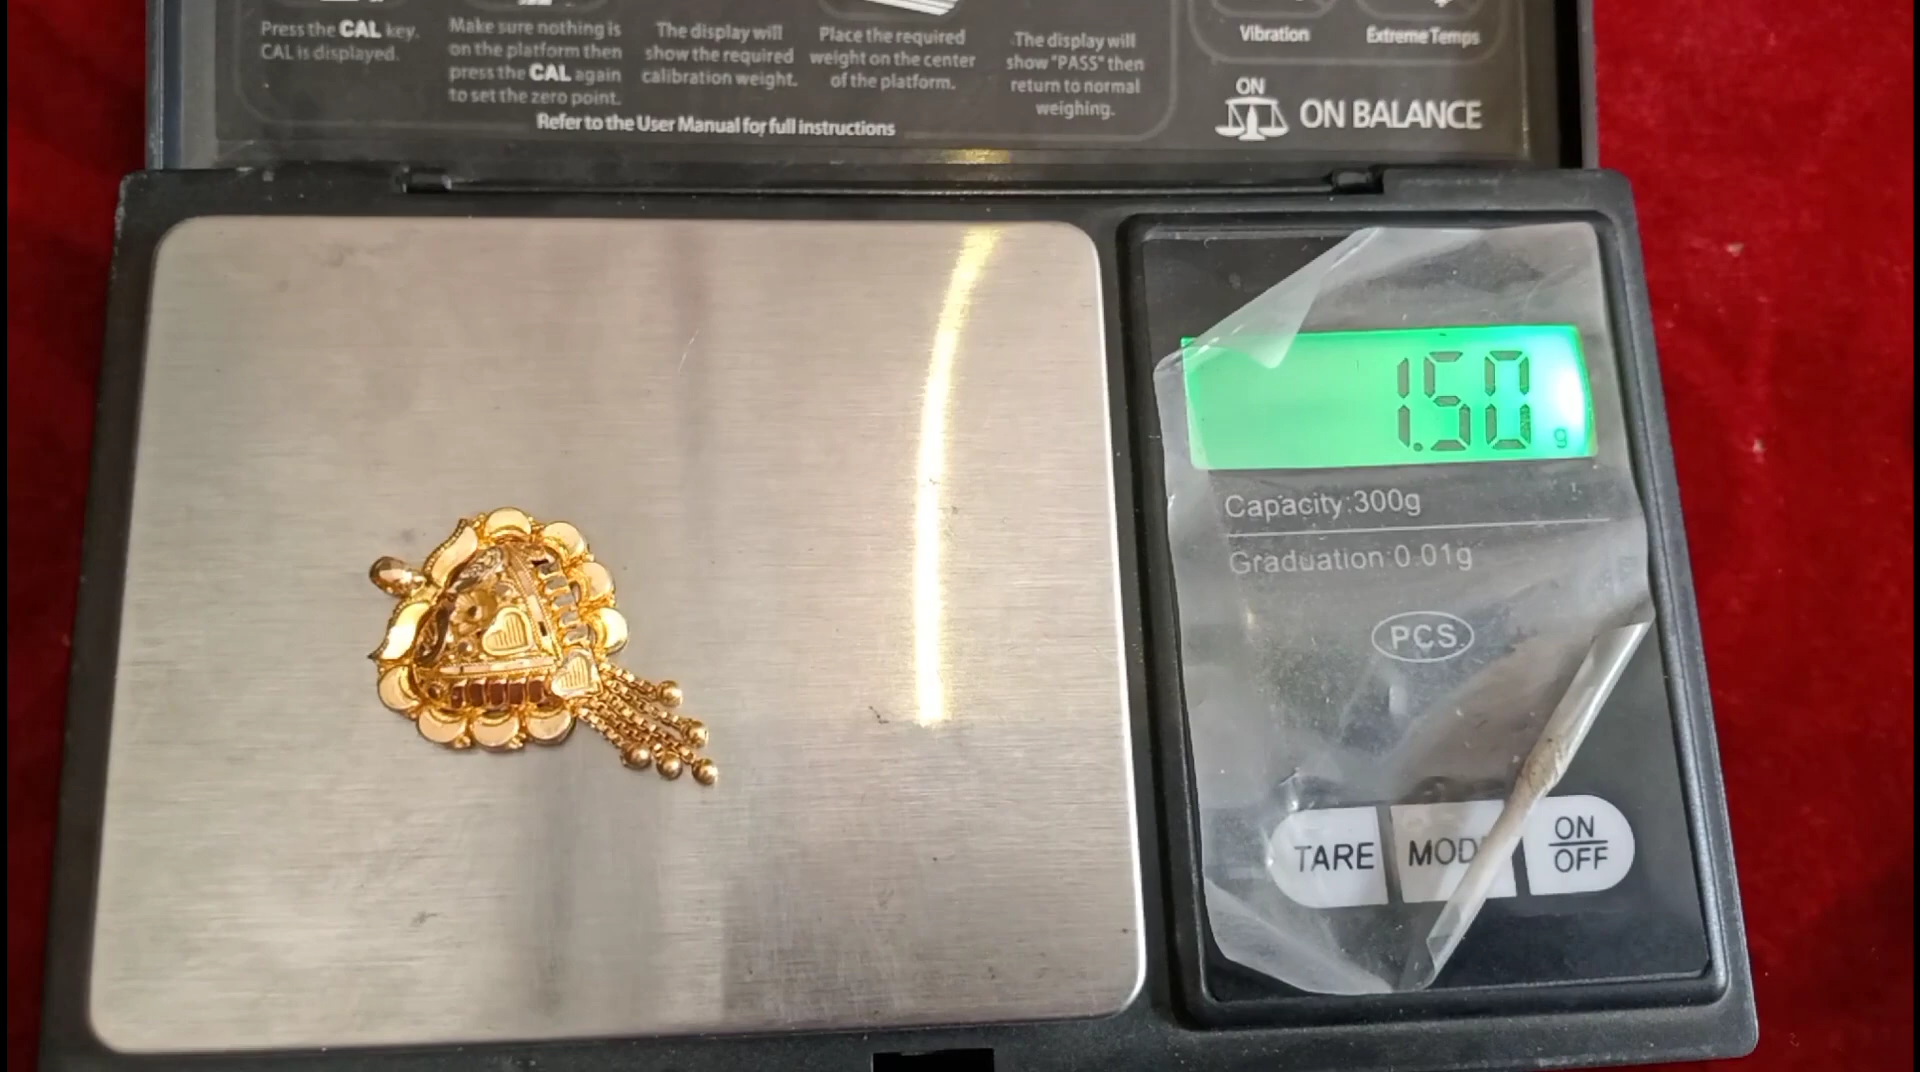 Press the CAL key.
CAL is displayed.
Make sure nothing is
on the platform then
press the CAL again
to set the zero point.
The display will
show the required
calibration weight.
Place the required
weight on the center
of the platform.
The display will
show "PASS" then
return to normal
weighing.
Refer to the User Manual for full instructions
Vibration
Extreme Temps
ON
ON BALANCE
1.50
g
Capacity:300g
Graduation:0.01g
PCS.
TARE
ON
OFF